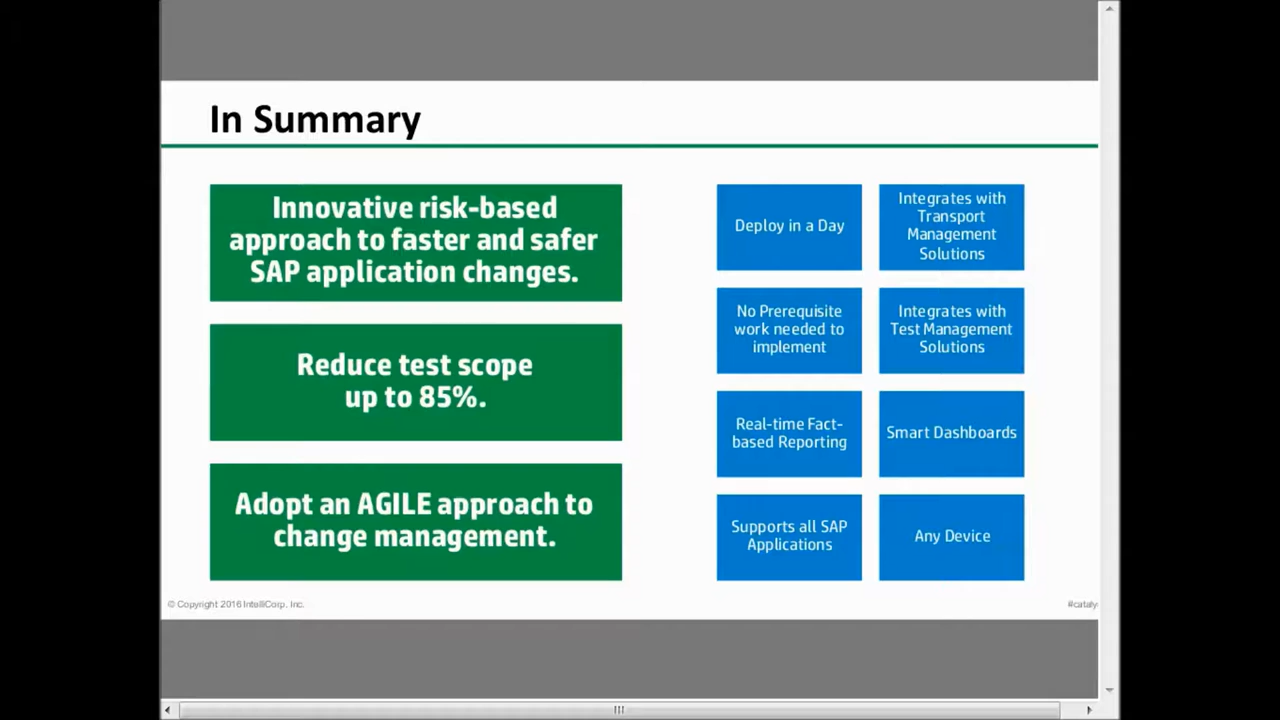 In Summary
Innovative risk-based
approach to faster and safer
SAP application changes.
Reduce test scope
up to 85%.
Adopt an AGILE approach to
change management.
Deploy in a Day
Integrates with
Transport
Management
Solutions
No Prerequisite
work needed to
implement
Integrates with
Test Management
Solutions
Real-time Fact-
based Reporting
Smart Dashboards
Supports all SAP
Applications
Any Device
© Copyright 2016 IntelliCorp. Inc.
#cataly